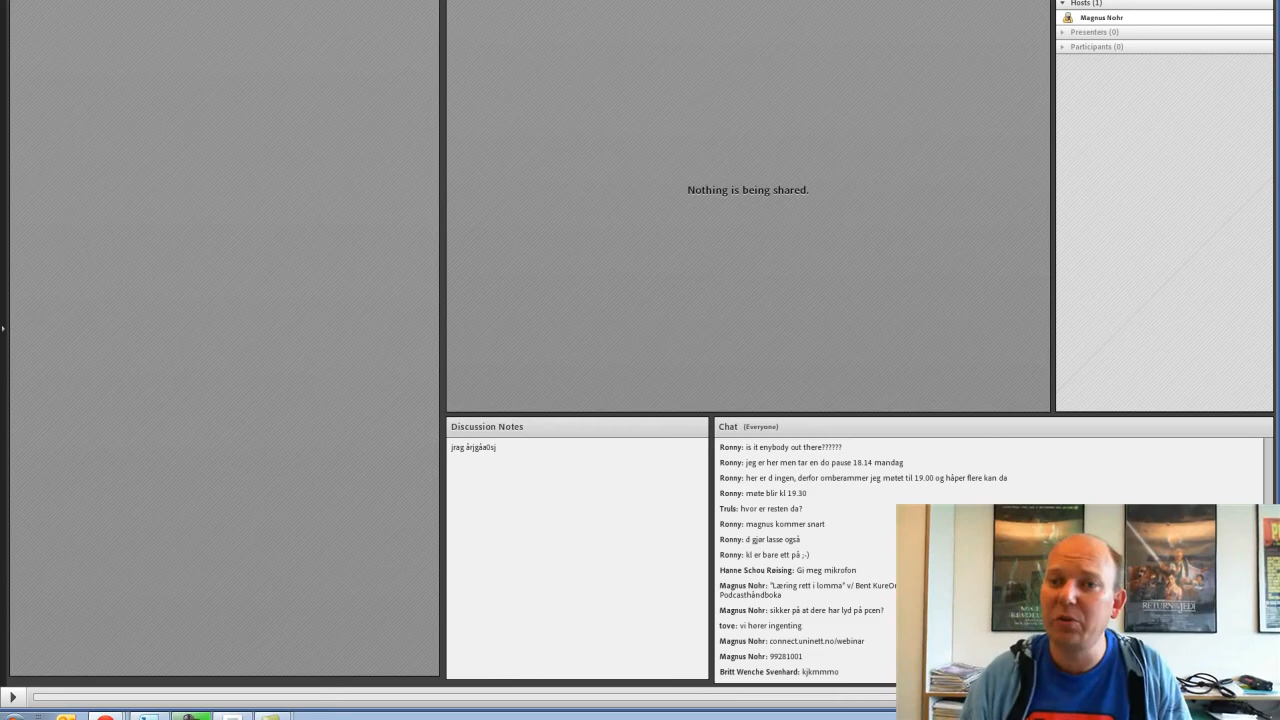 Hosts (1)
Magnus Nohr
Presenters (0)
Participants (0)
Nothing is being shared.
Discussion Notes
jrag årjgåa0sj
Chat (Everyone)
Ronny: is it enybody out there??????
Ronny: jeg er her men tar en do pause 18.14 mandag
Ronny: her er d ingen, derfor omberammer jeg møtet til 19.00 og håper flere kan da
Ronny: møte blir kl 19.30
Truls: hvor er resten da?
Ronny: magnus kommer snart
Ronny: d gjør lasse også
Ronny: kl er bare ett på ;-)
Hanne Schou Røising: Gi meg mikrofon
Magnus Nohr: "Læring rett i lomma" v/ Bent
Podcasthåndboka
Magnus Nohr: sikker på at dere har lyd på pcen?
tove: vi hører ingenting
Magnus Nohr: connect.uninett.no/webinar
Magnus Nohr: 99281001
Britt Wenche Svenhard: kjkmmmo
RETURN OF THE JEDI